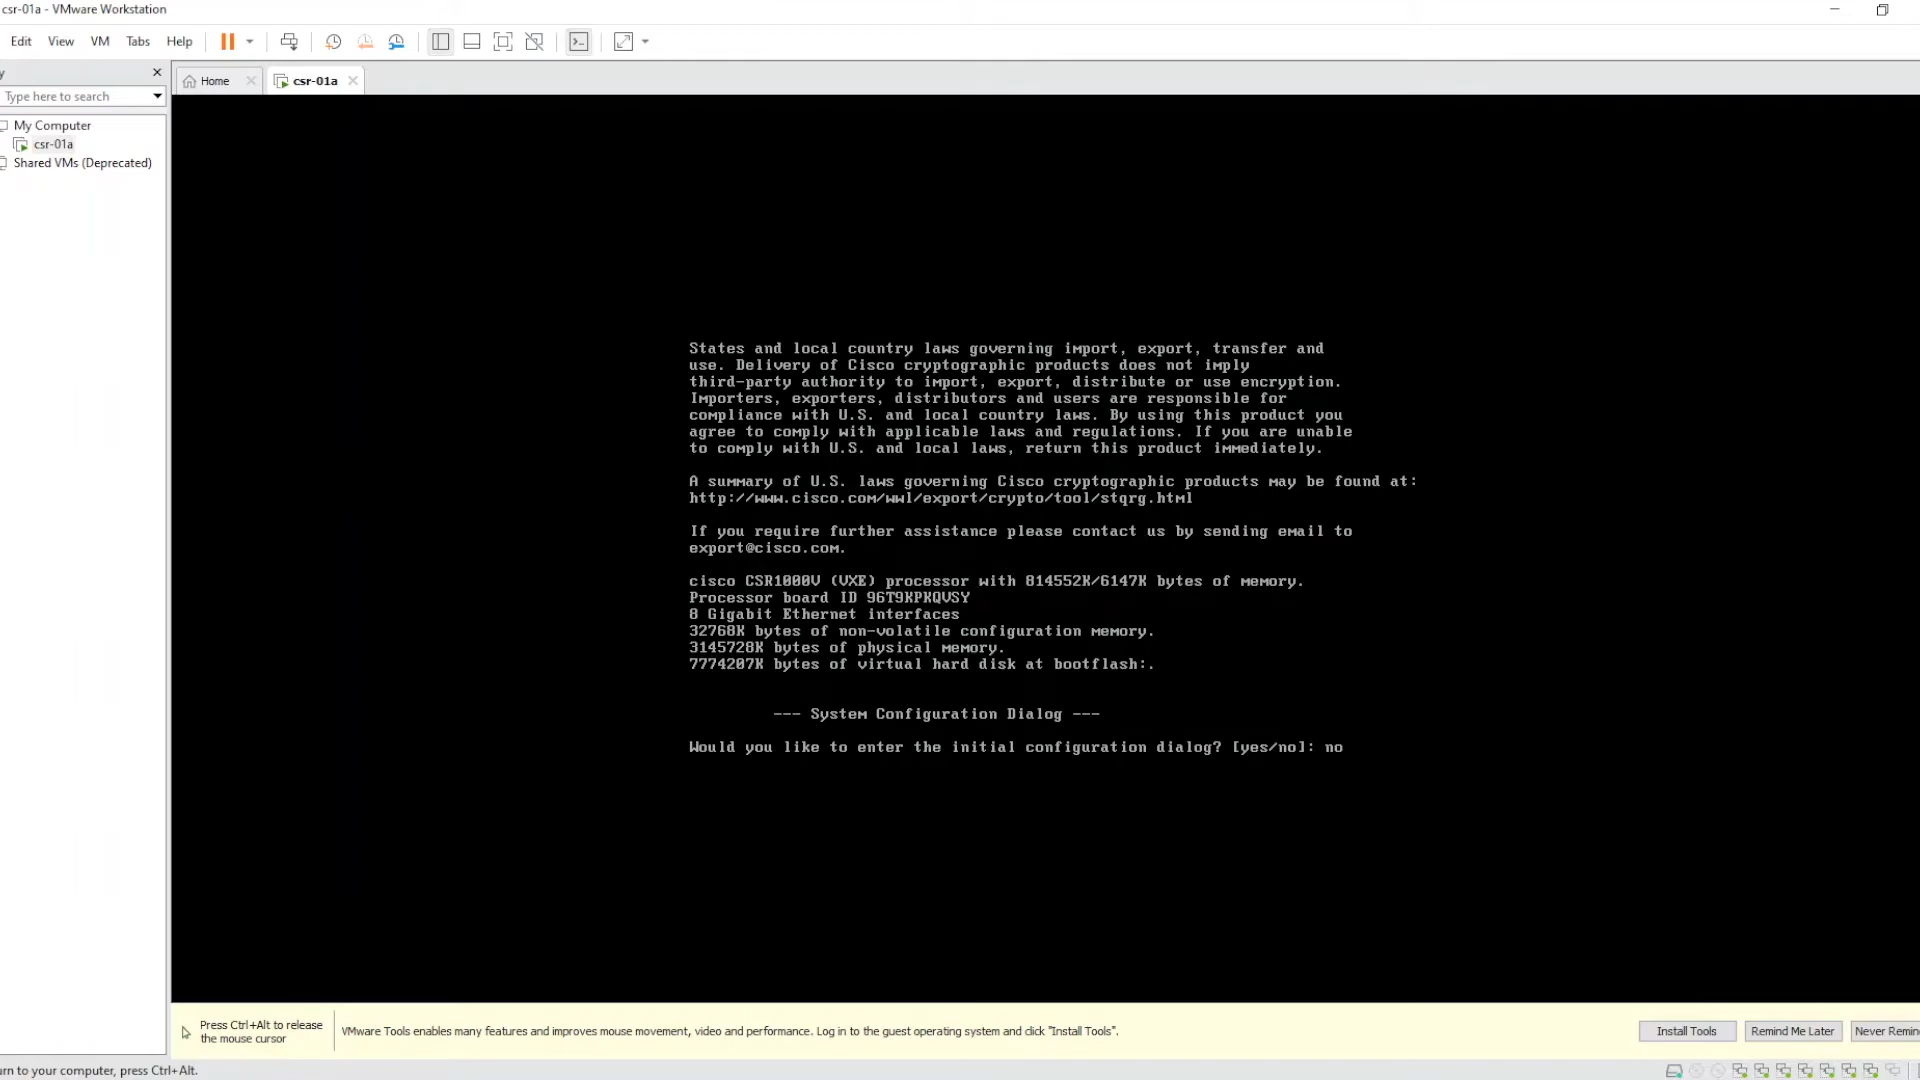 csr-01a - VMware Workstation
Edit View VM Tabs Help
y
Home
csr-01a
Type here to search
My Computer
csr-01a
Shared VMs (Deprecated)
States and local country laws governing import, export, transfer and
use. Delivery of Cisco cryptographic products does not imply
third-party authority to import, export, distribute or use encryption.
Importers, exporters, distributors and users are responsible for
compliance with U.S. and local country laws. By using this product you
agree to comply with applicable laws and regulations. If you are unable
to comply with U.S. and local laws, return this product immediately.
A summary of U.S. laws governing Cisco cryptographic products may be found at:
http://www.cisco.com/wwl/export/crypto/tool/stqrg.html
If you require further assistance please contact us by sending email to
export@cisco.com.
cisco CSR1000V (VXE) processor with 814552K/6147K bytes of memory.
Processor board ID 96T9KPKQVSY
8 Gigabit Ethernet interfaces
32768K bytes of non-volatile configuration memory.
3145728K bytes of physical memory.
7774207K bytes of virtual hard disk at bootflash:.
--- System Configuration Dialog ---
Would you like to enter the initial configuration dialog? [yes/no]: no
Press Ctrl+Alt to release
the mouse cursor
VMware Tools enables many features and improves mouse movement, video and performance. Log in to the guest operating system and click "Install Tools".
Install Tools
Remind Me Later
Never Remin
urn to your computer, press Ctrl+Alt.